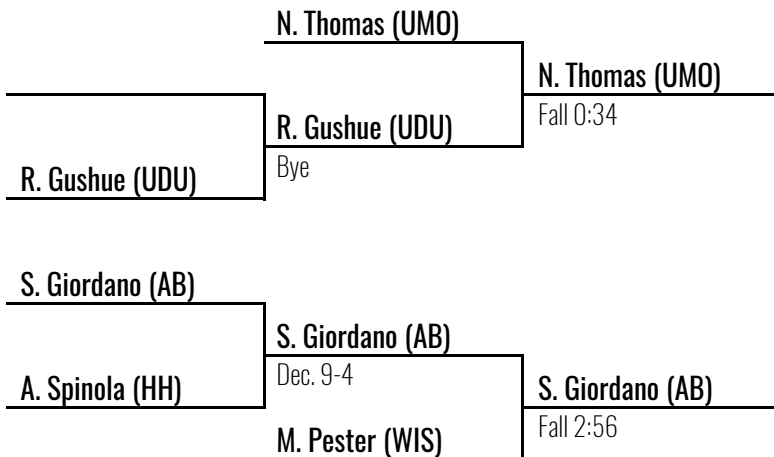 N. Thomas (UMO)
N. Thomas (UMO)
Fall 0:34
R. Gushue (UDU)
Bye
R. Gushue (UDU)
S. Giordano (AB)
S. Giordano (AB)
Dec. 9-4
A. Spinola (HH)
S. Giordano (AB)
Fall 2:56
M. Pester (WIS)